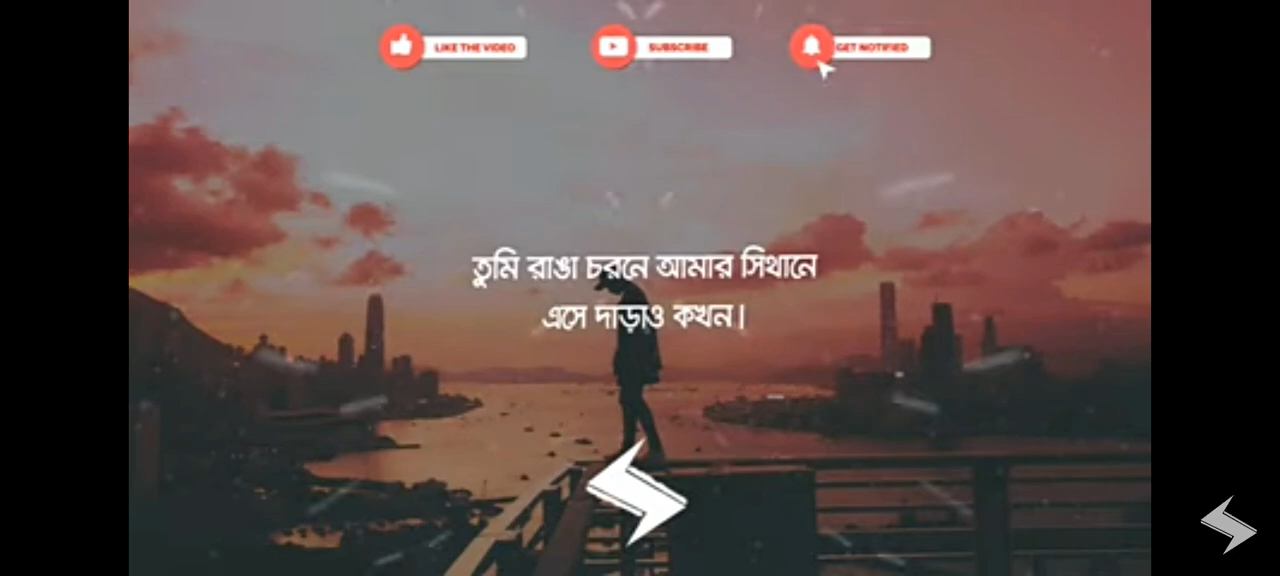 LIKE THE VIDEO
SUBSCRIBE
GET NOTIFIED
তুমি রাঙা চরনে আমার সিথানে
এসে দাড়াও কখন।